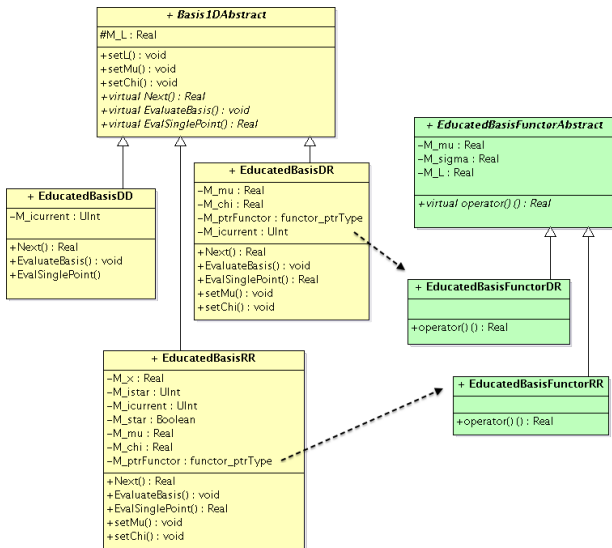 + Basis1DAbstract
#M_L : Real
+setL() : void
+setMu() : void
+setChi() : void
+virtual Next() : Real
+virtual EvaluateBasis() : void
+virtual EvalSinglePoint() : Real
+ EducatedBasisFunctorAbstract
-M_mu : Real
-M_sigma : Real
-M_L : Real
+virtual operator() () : Real
+ EducatedBasisDD
-M_icurrent : UInt
+Next() : Real
+EvaluateBasis() : void
+EvalSinglePoint()
+ EducatedBasisDR
-M_mu : Real
-M_chi : Real
-M_ptrFunctor : functor_ptrType
-M_icurrent : UInt
+Next() : Real
+EvaluateBasis() : void
+EvalSinglePoint() : Real
+setMu() : void
+setChi() : void
+ EducatedBasisFunctorDR
+operator() () : Real
+ EducatedBasisRR
-M_x : Real
-M_istar : UInt
-M_icurrent : UInt
-M_star : Boolean
-M_mu : Real
-M_chi : Real
-M_ptrFunctor : functor_ptrType
+Next() : Real
+EvaluateBasis() : void
+EvalSinglePoint() : Real
+setMu() : void
+setChi() : void
+ EducatedBasisFunctorRR
+operator() () : Real